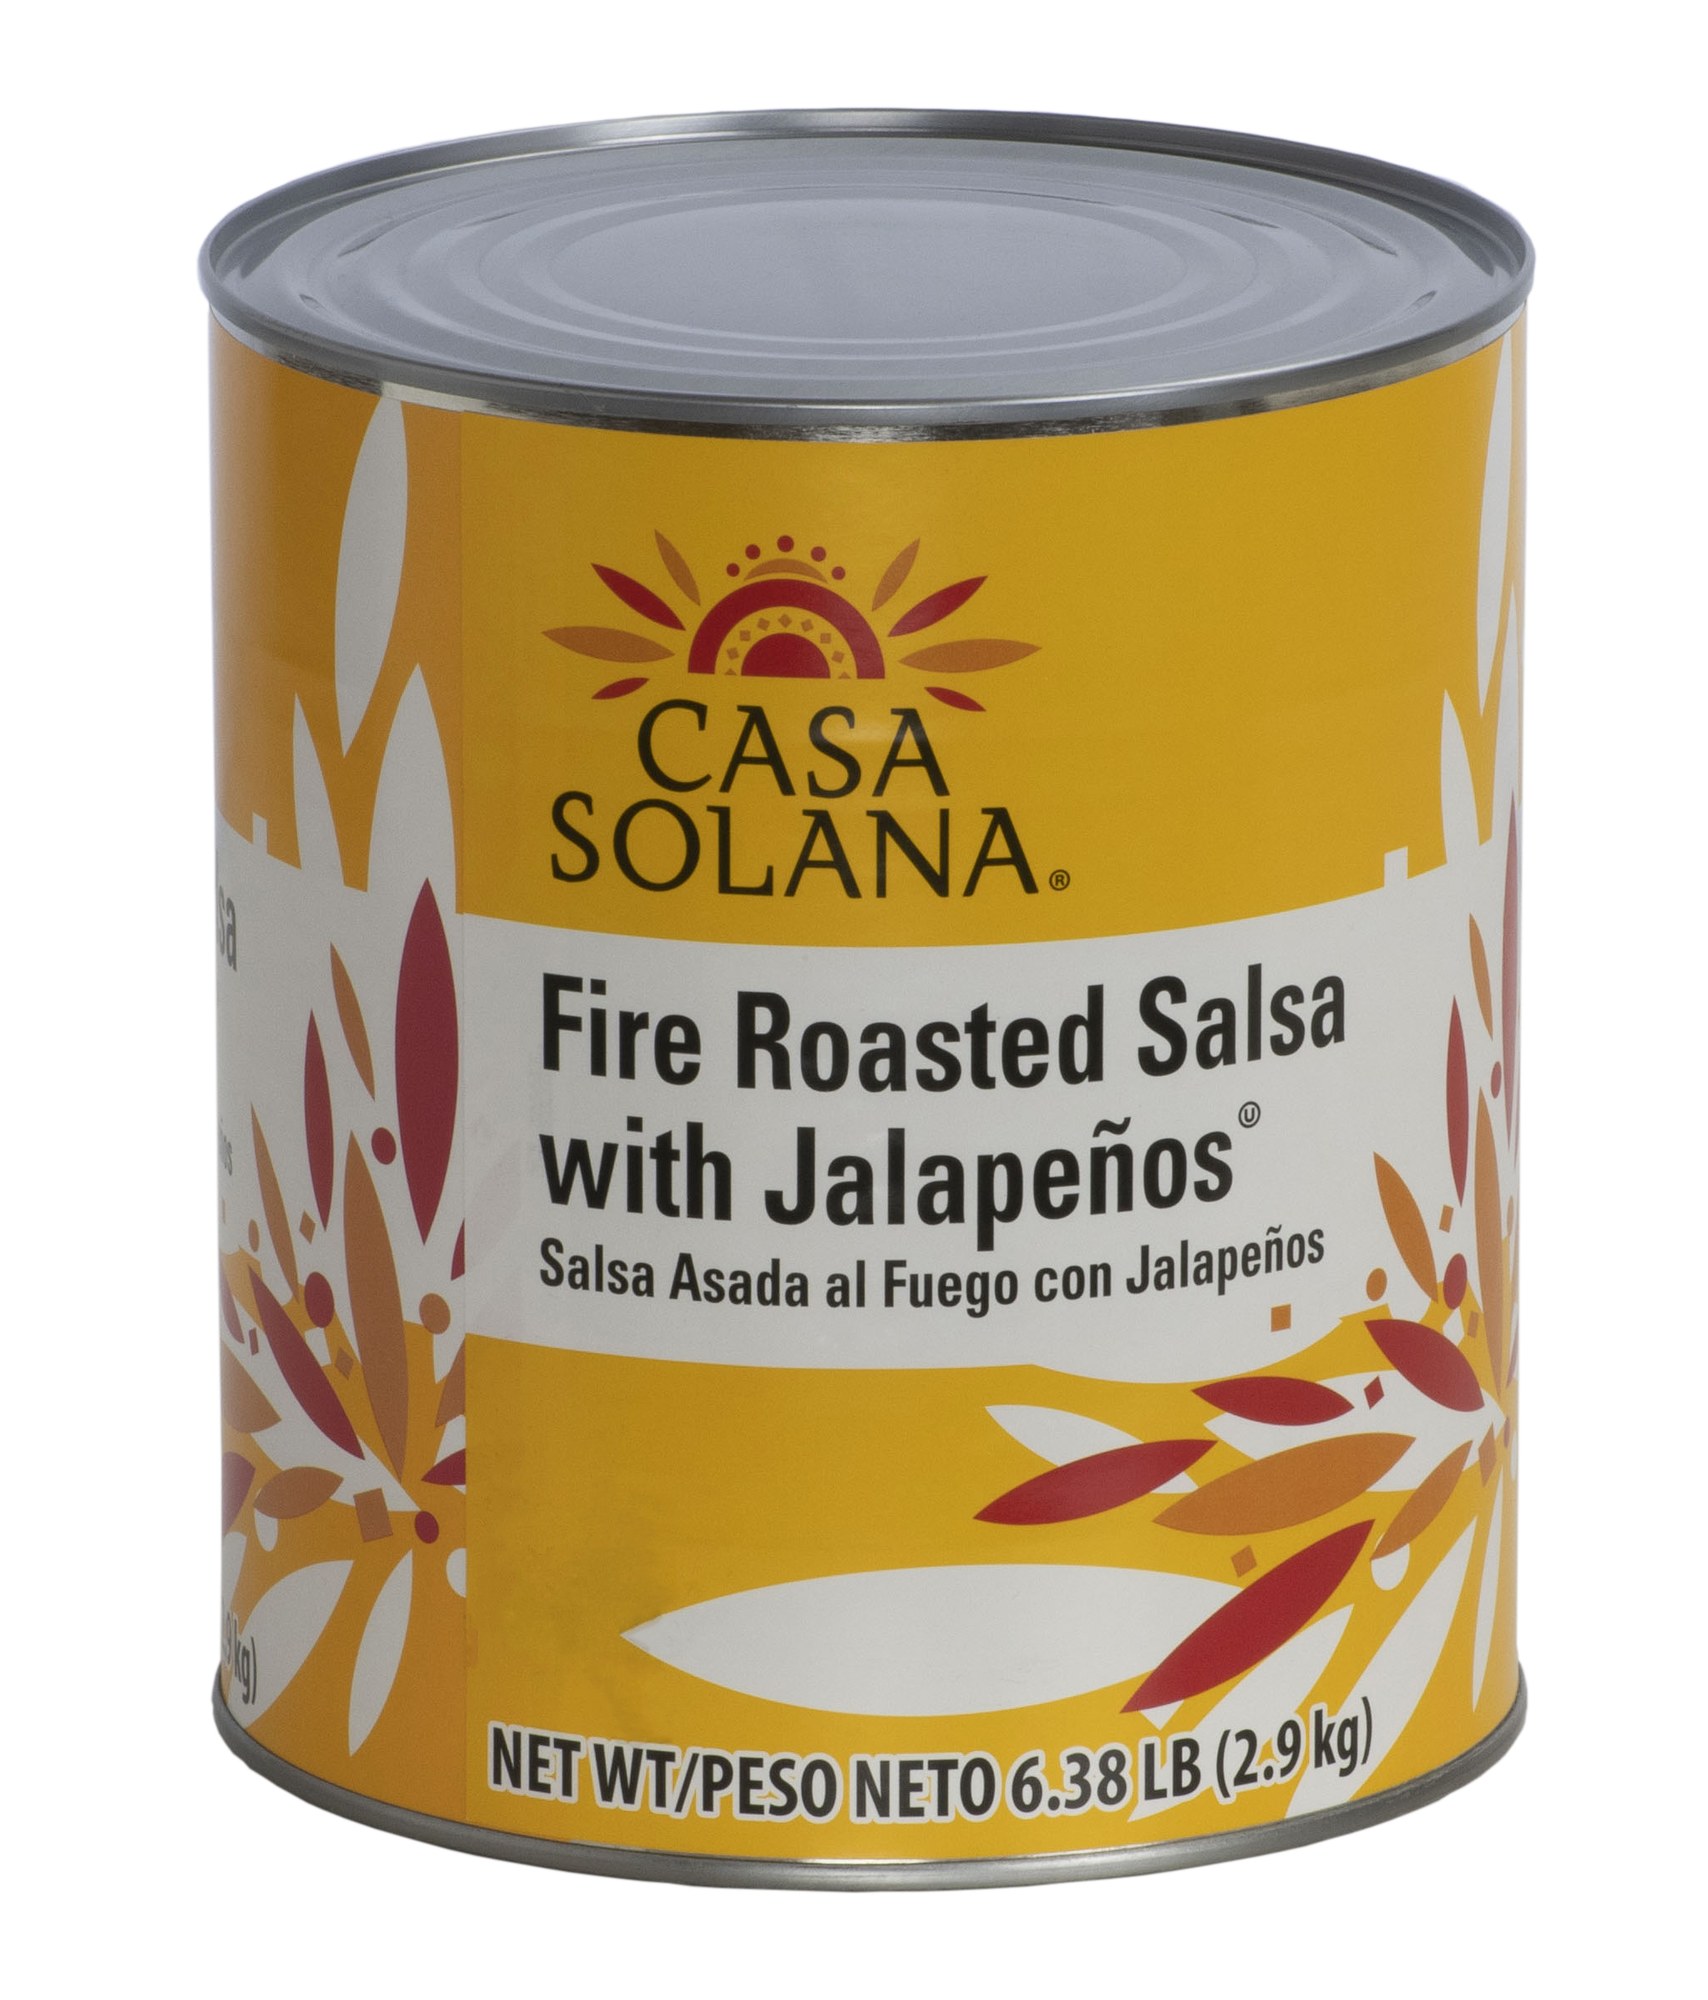 CASA
SOLANA®
Fire Roasted Salsa
with Jalapeñosⓤ
Salsa Asada al Fuego con Jalapeños
NET WT/PESO NETO 6.38 LB (2.9 kg)